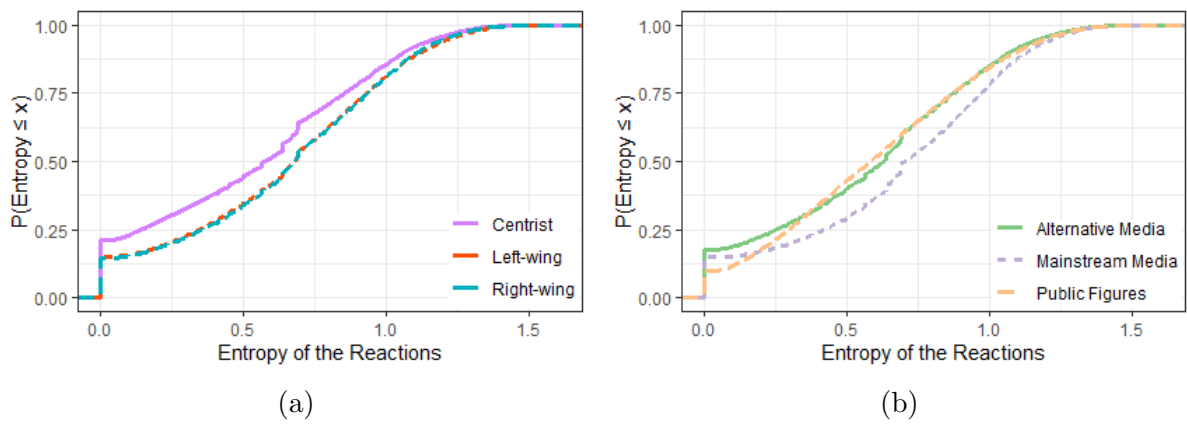 1.00
0.75
0.50
0.25
0.00
P(Entropy ≤ x)
Centrist
Left-wing
Right-wing
0.0 0.5 1.0 1.5
Entropy of the Reactions
(a)
1.00
0.75
0.50
0.25
0.00
P(Entropy ≤ x)
Alternative Media
Mainstream Media
Public Figures
0.0 0.5 1.0 1.5
Entropy of the Reactions
(b)